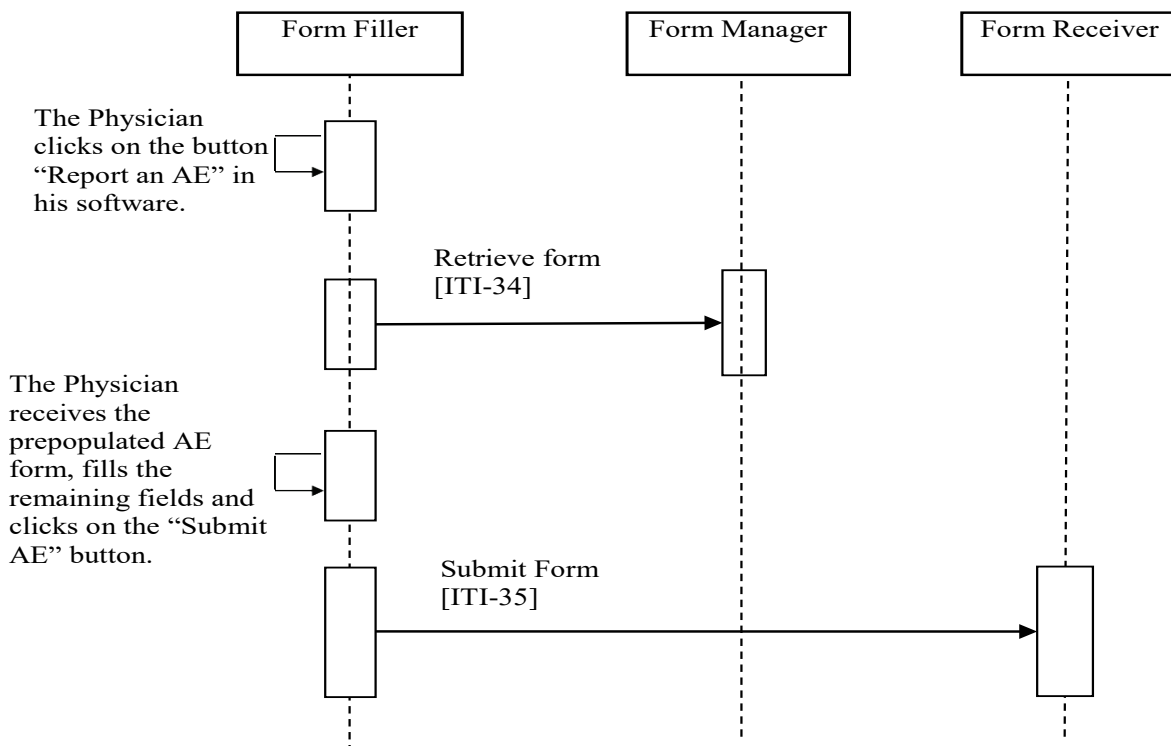 Form Filler
Form Manager
Form Receiver
The Physician
clicks on the button
“Report an AE” in
his software.
Retrieve form
[ITI-34]
The Physician
receives the
prepopulated AE
form, fills the
remaining fields and
clicks on the “Submit
AE” button.
Submit Form
[ITI-35]